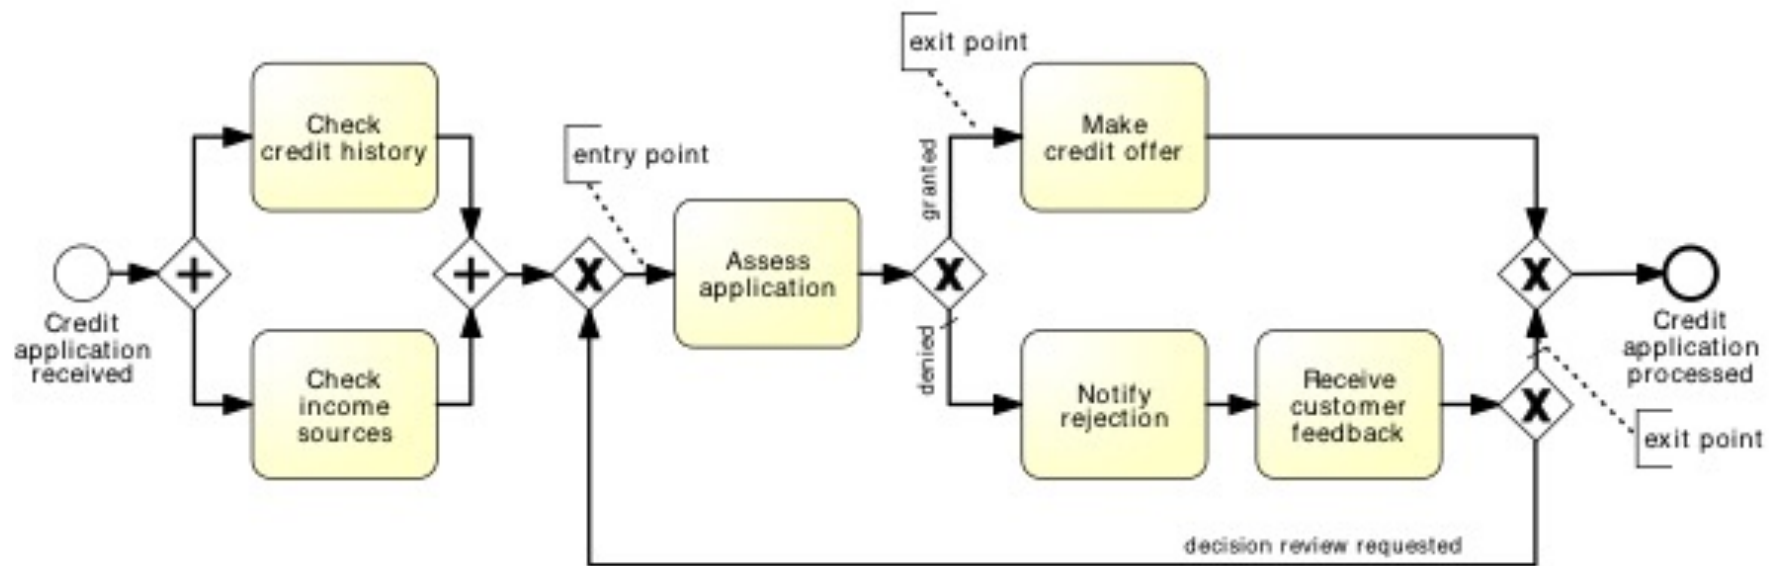 Credit
application
received
Check
credit history
Check
income
sources
entry point
Assess
application
exit point
granted
denied
Make
credit offer
Notify
rejection
Receive
customer
feedback
decision review requested
Credit
application
processed
exit point